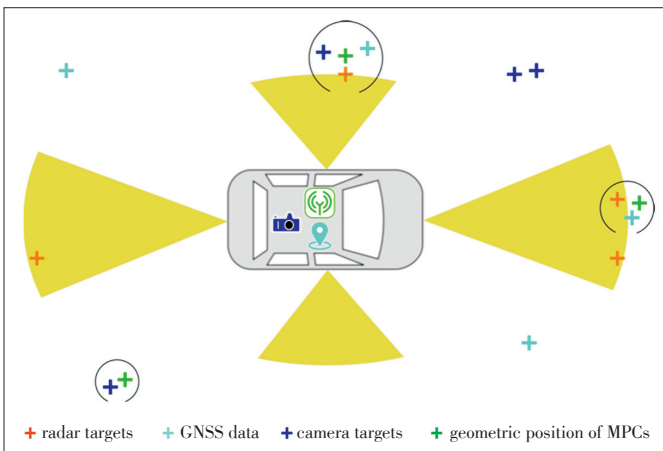 + radar targets + GNSS data + camera targets + geometric position of MPCs